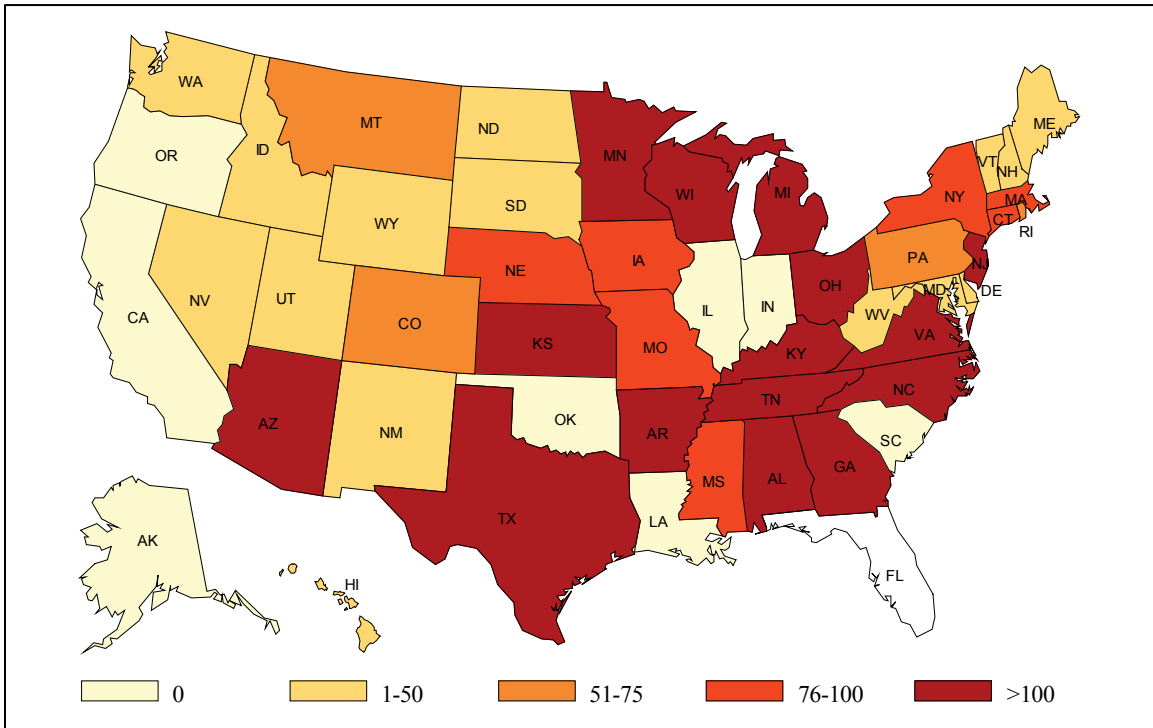 WA
MT
ND
MN
ME
OR
ID
SD
WI
MI
VT
NH
WY
NY
MA
CT
RI
NE
IA
PA
NJ
NV
UT
CO
IL
IN
OH
MD
DE
WV
CA
KS
MO
KY
VA
AZ
NM
OK
AR
TN
NC
SC
TX
LA
MS
AL
GA
AK
HI
FL
0
1-50
51-75
76-100
>100